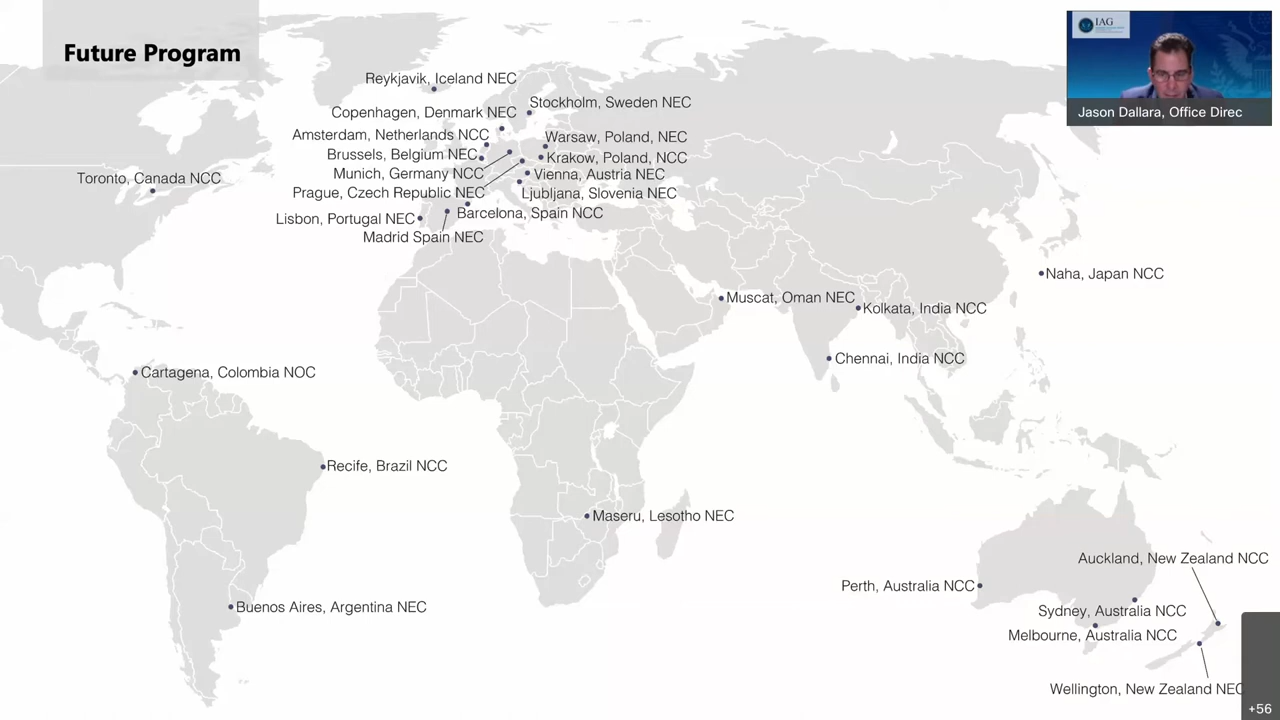 Future Program
IAG
Jason Dallara, Office Direc
Reykjavik, Iceland NEC
Stockholm, Sweden NEC
Copenhagen, Denmark NEC
Amsterdam, Netherlands NCC
Warsaw, Poland, NEC
Brussels, Belgium NEC
Krakow, Poland, NCC
Munich, Germany NCC
Vienna, Austria NEC
Toronto, Canada NCC
Prague, Czech Republic NEC
Ljubljana, Slovenia NEC
Lisbon, Portugal NEC
Barcelona, Spain NCC
Madrid Spain NEC
Naha, Japan NCC
Muscat, Oman NEC
Kolkata, India NCC
Chennai, India NCC
Cartagena, Colombia NOC
Recife, Brazil NCC
Maseru, Lesotho NEC
Auckland, New Zealand NCC
Perth, Australia NCC
Buenos Aires, Argentina NEC
Sydney, Australia NCC
Melbourne, Australia NCC
Wellington, New Zealand NEC
+56